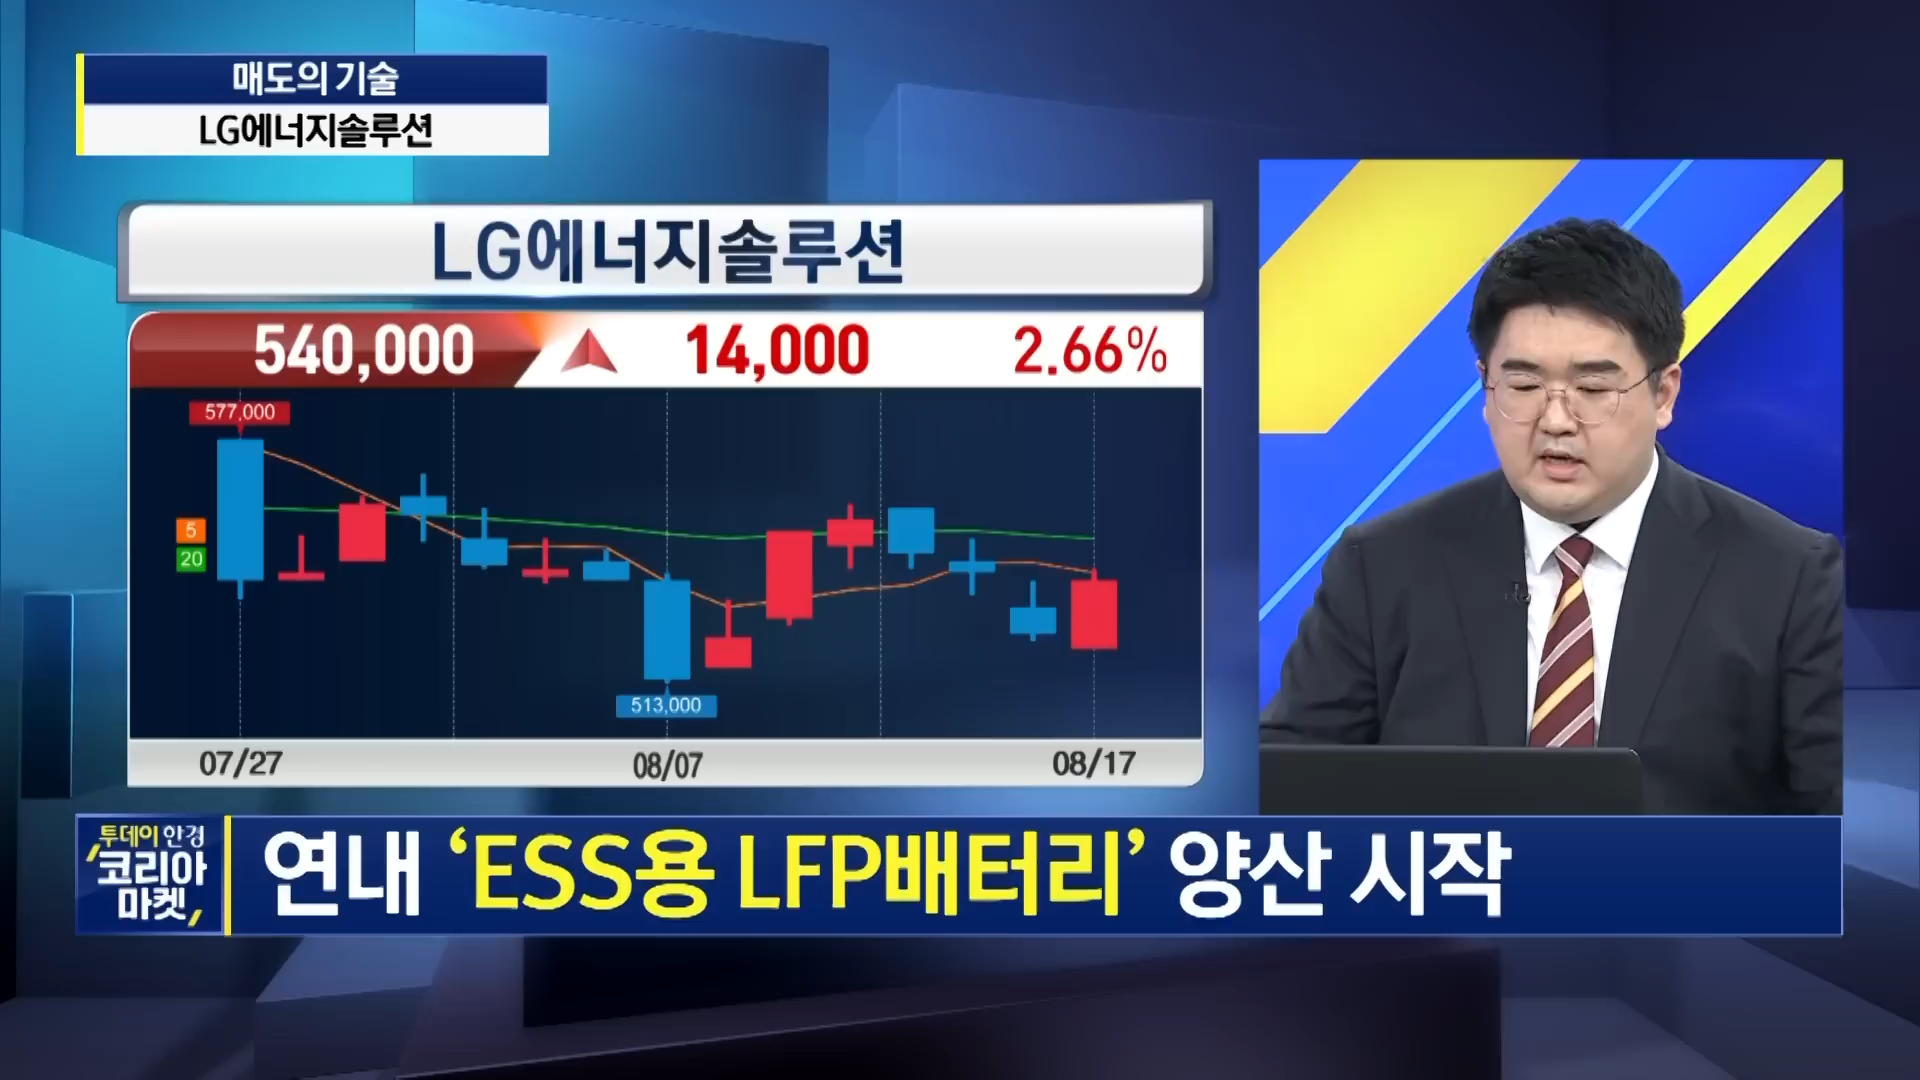 매도의 기술
LG에너지솔루션
LG에너지솔루션
540,000 14,000 2.66%
577,000
5
20
513,000
07/27 08/07 08/17
투데이 한경
코리아
마켓
연내 ‘ESS용 LFP배터리’ 양산 시작